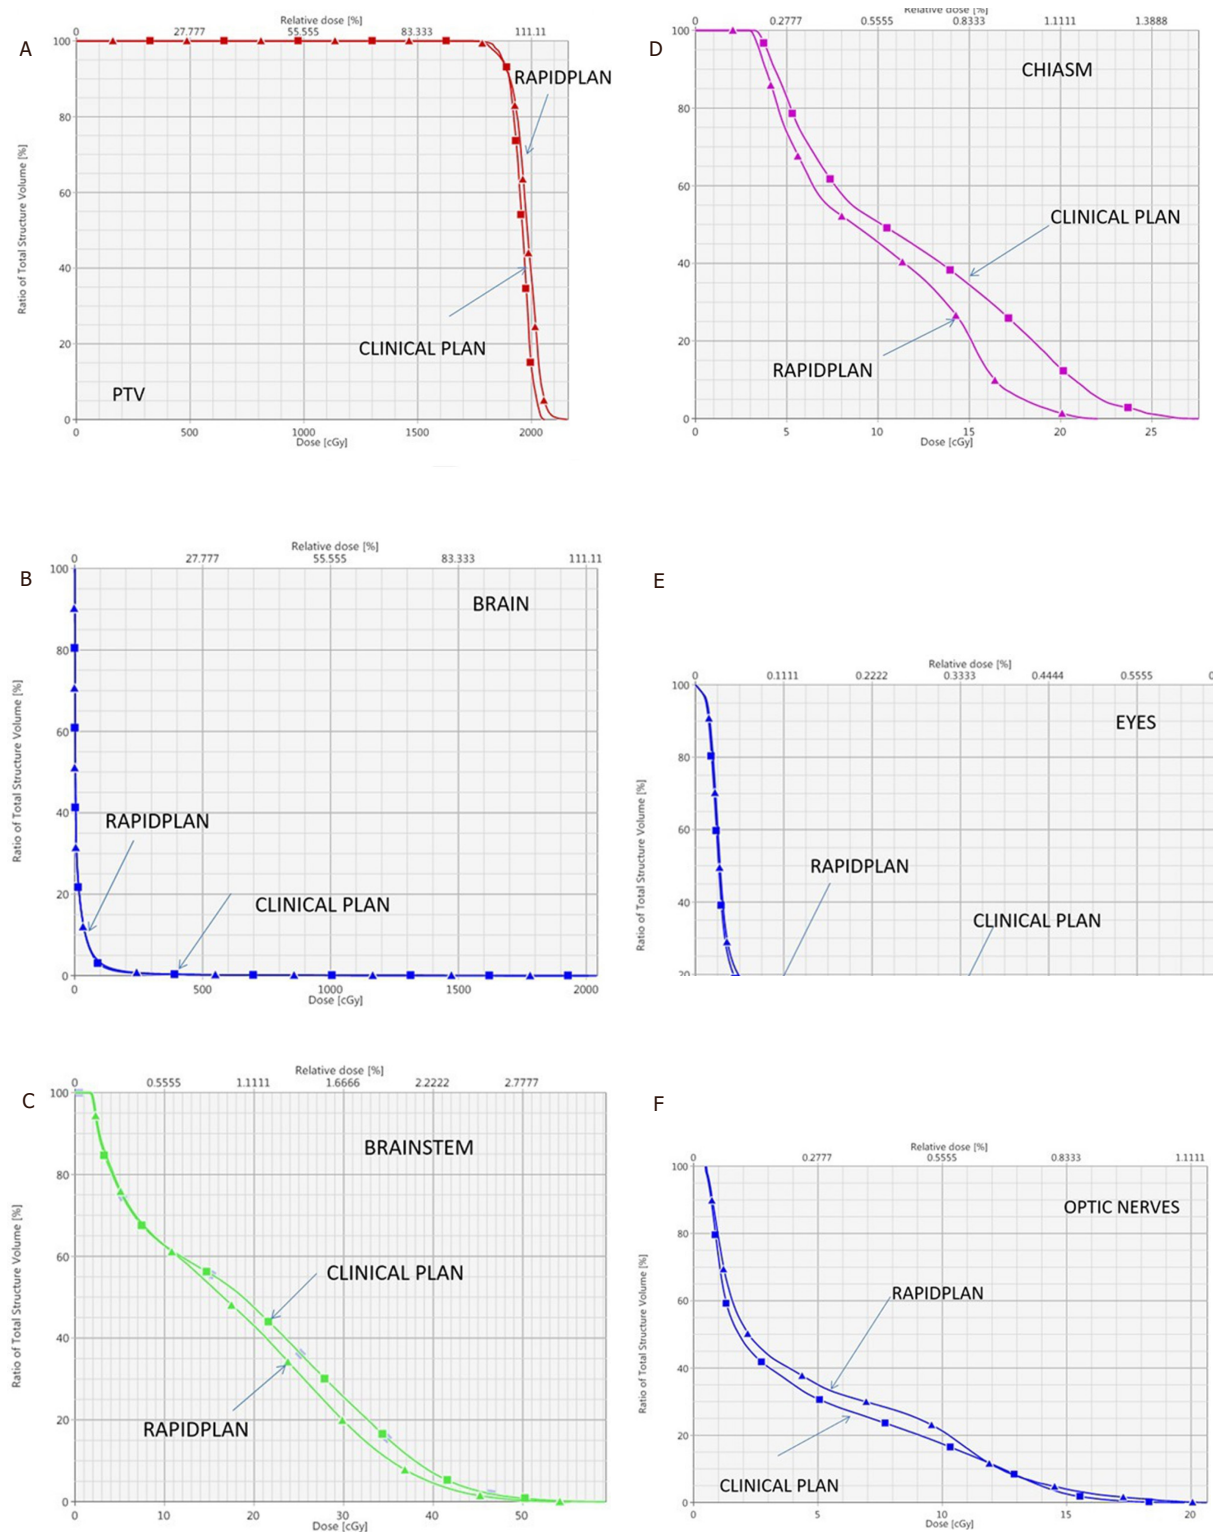 A
Relative dose [%]
0 27.777 55.555 83.333 111.11
100
80
60
40
20
0
Ratio of Total Structure Volume [%]
RAPIDPLAN
CLINICAL PLAN
PTV
0 500 1000 1500 2000
Dose [cGy]
D
Relative dose [%]
0 0.2777 0.5555 0.8333 1.1111 1.3888
100
80
60
40
20
0
CHIASM
CLINICAL PLAN
RAPIDPLAN
0 5 10 15 20 25
Dose [cGy]
B
Relative dose [%]
0 27.777 55.555 83.333 111.11
100
80
60
40
20
0
Ratio of Total Structure Volume [%]
BRAIN
RAPIDPLAN
CLINICAL PLAN
0 500 1000 1500 2000
Dose [cGy]
E
Relative dose [%]
0 0.1111 0.2222 0.3333 0.4444 0.5555 0
100
80
60
40
20
Ratio of Total Structure Volume [%]
EYES
RAPIDPLAN
CLINICAL PLAN
C
Relative dose [%]
0 0.5555 1.1111 1.6666 2.2222 2.7777
100
80
60
40
20
0
Ratio of Total Structure Volume [%]
BRAINSTEM
CLINICAL PLAN
RAPIDPLAN
0 10 20 30 40 50
Dose [cGy]
F
Relative dose [%]
0 0.2777 0.5555 0.8333 1.1111
100
80
60
40
20
0
Ratio of Total Structure Volume [%]
OPTIC NERVES
RAPIDPLAN
CLINICAL PLAN
0 5 10 15 20
Dose [cGy]